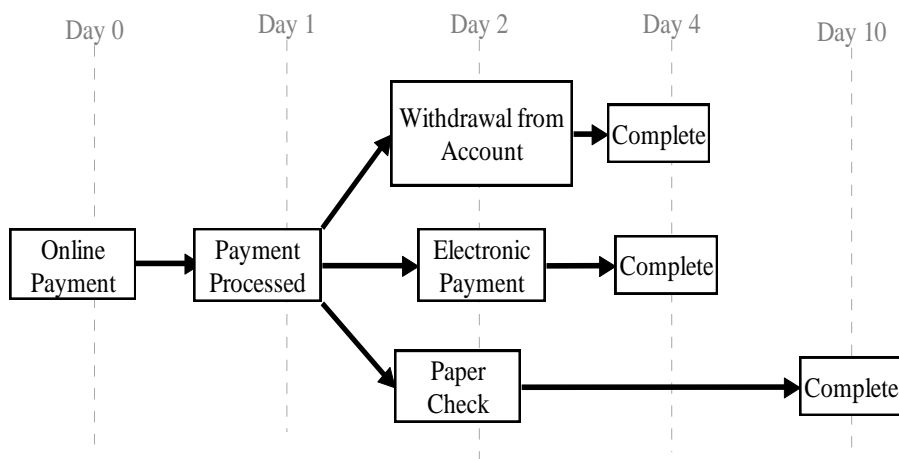 Day 0
Day 1
Day 2
Day 4
Day 10
Withdrawal from
Account
Complete
Online
Payment
Payment
Processed
Electronic
Payment
Complete
Paper
Check
Complete